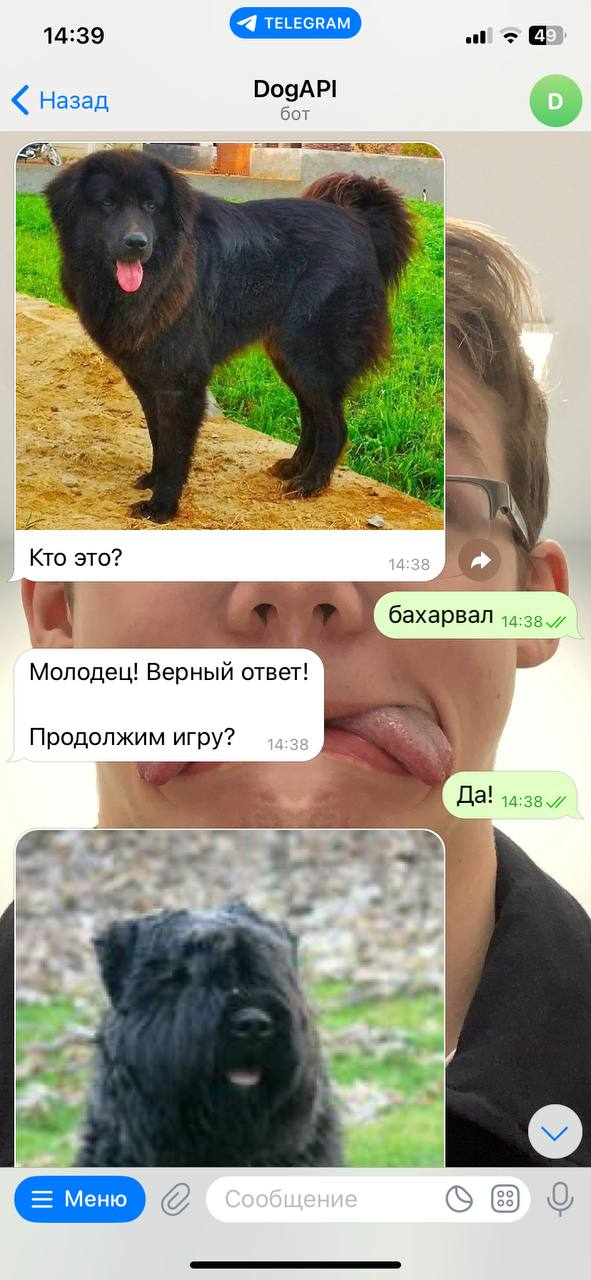 14:39
TELEGRAM
49
Назад
DogAPI
бот
D
Кто это?
14:38
бахарвал 14:38
Молодец! Верный ответ!
Продолжим игру? 14:38
Да! 14:38
Меню
Сообщение